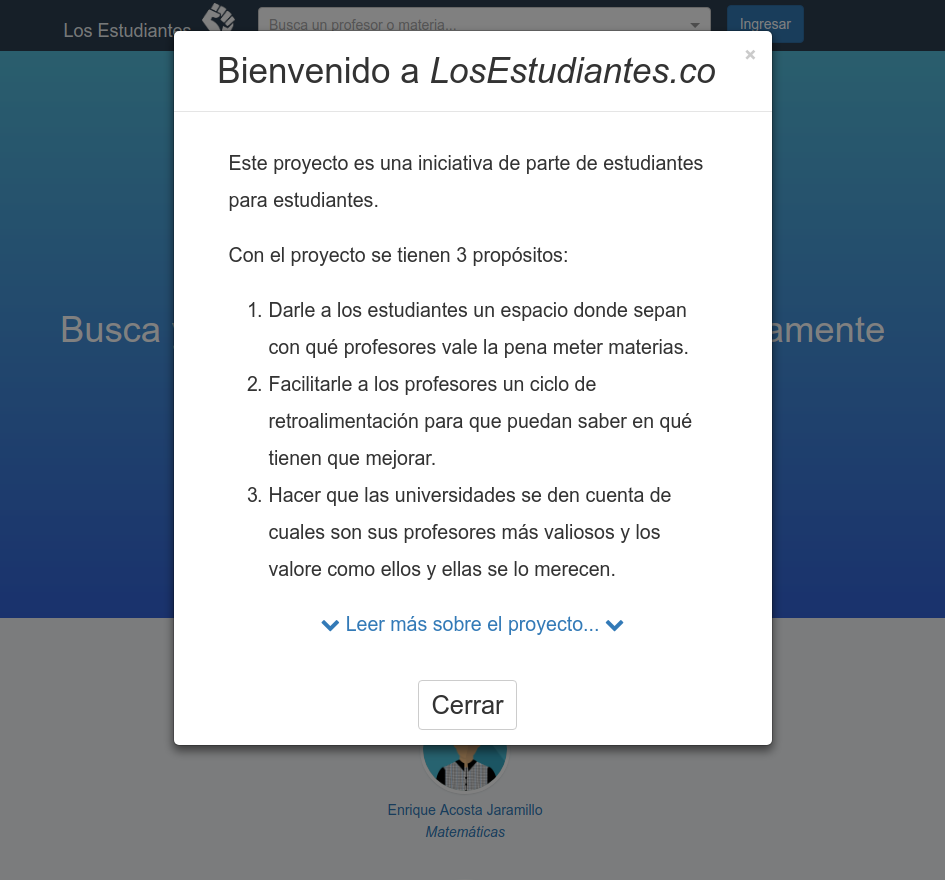 Los Estudiantes
Busca un profesor o materia...
Ingresar
×
Bienvenido a LosEstudiantes.co
Este proyecto es una iniciativa de parte de estudiantes
para estudiantes.
Con el proyecto se tienen 3 propósitos:
1. Darle a los estudiantes un espacio donde sepan
con qué profesores vale la pena meter materias.
2. Facilitarle a los profesores un ciclo de
retroalimentación para que puedan saber en qué
tienen que mejorar.
3. Hacer que las universidades se den cuenta de
cuales son sus profesores más valiosos y los
valore como ellos y ellas se lo merecen.
Leer más sobre el proyecto...
Cerrar
Busca
amente
Enrique Acosta Jaramillo
Matemáticas